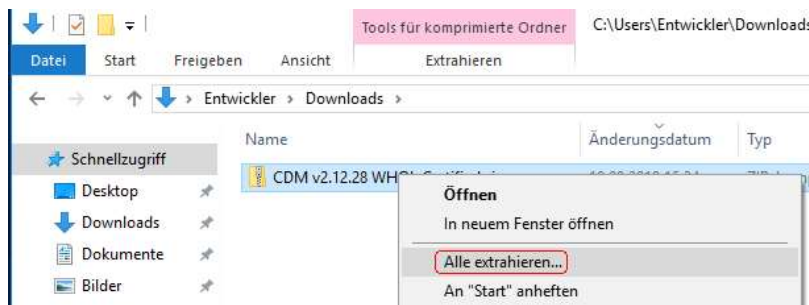 Tools für komprimierte Ordner
C:\Users\Entwickler\Downloads
Datei Start Freigeben Ansicht Extrahieren
Entwickler > Downloads >
Name Änderungsdatum Typ
Schnellzugriff
CDM v2.12.28
Desktop
Öffnen
Downloads
In neuem Fenster öffnen
Dokumente
Alle extrahieren...
Bilder
An "Start" anheften